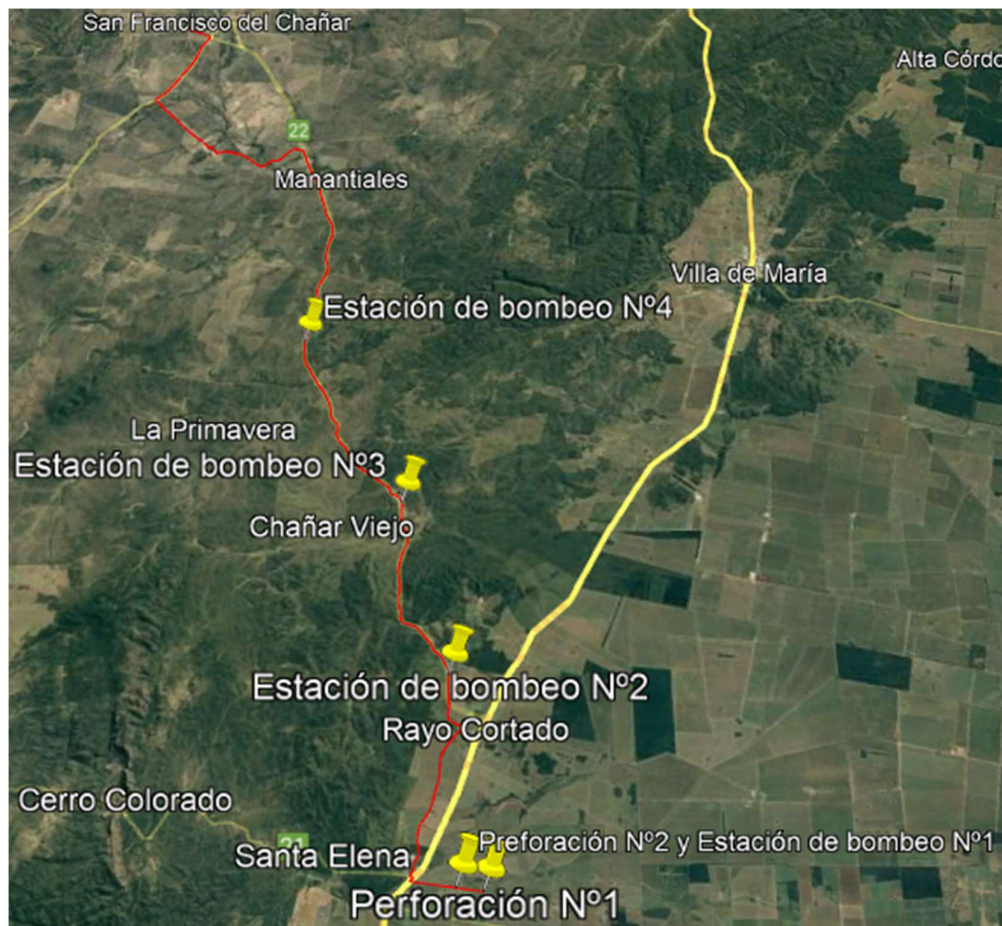 San Francisco del Chañar
Alta Córdo
22
Manantiales
Villa de María
Estación de bombeo Nº4
La Primavera
Estación de bombeo Nº3
Chañar Viejo
Estación de bombeo Nº2
Rayo Cortado
Cerro Colorado
21
Preforación Nº2 y Estación de bombeo Nº1
Santa Elena
Perforación Nº1